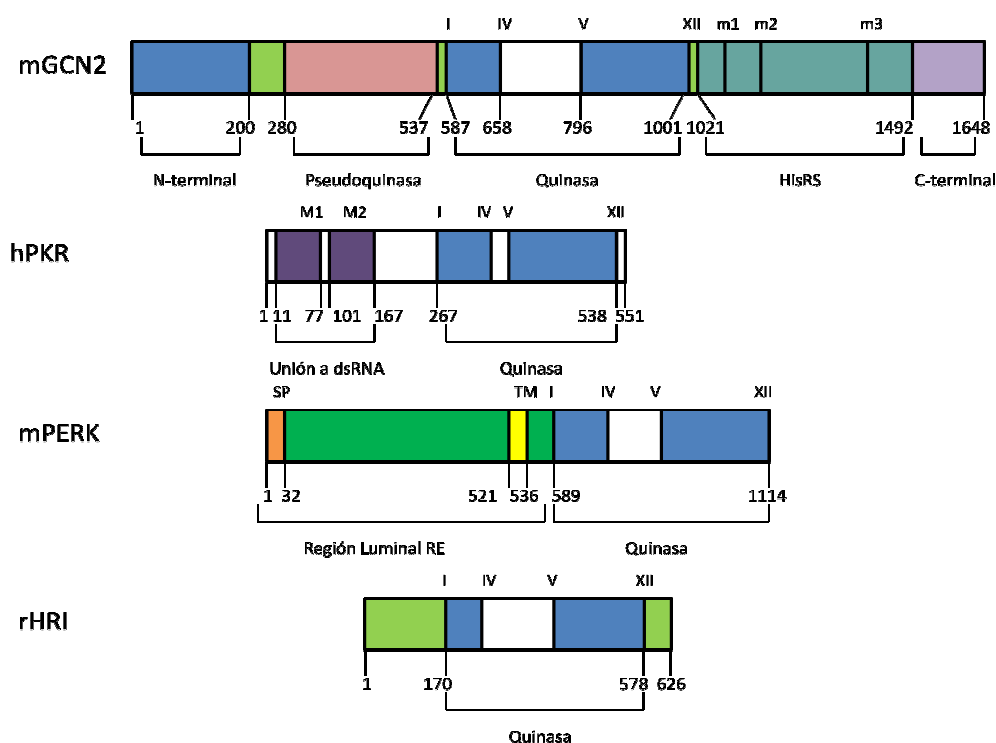 I IV V XII m1 m2 m3
mGCN2
1 200 280 537 587 658 796 1001 1021 1492 1648
N-terminal Pseudoquinasa Quinasa HisRS C-terminal
M1 M2 I IV V XII
hPKR
1 11 77 101 167 267 538 551
Unión a dsRNA Quinasa
SP TM I IV V XII
mPERK
1 32 521 536 589 1114
Región Luminal RE Quinasa
I IV V XII
rHRI
1 170 578 626
Quinasa